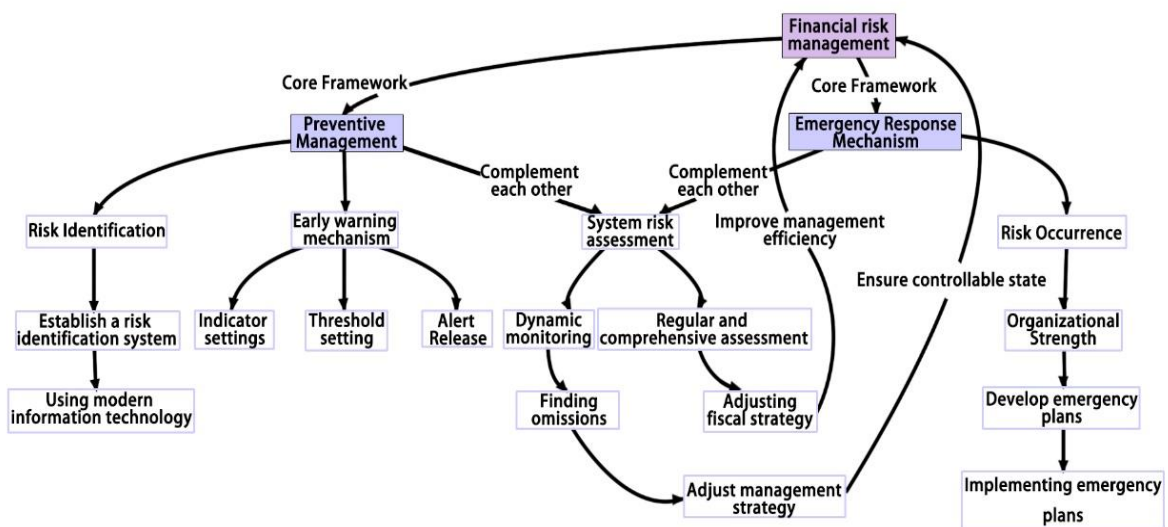 Financial risk
management
Core Framework
Core Framework
Preventive
Management
Emergency Response
Mechanism
Complement
each other
Complement
each other
Risk Identification
Early warning
mechanism
System risk
assessment
Improve management
efficiency
Risk Occurrence
Ensure controllable state
Establish a risk
identification system
Indicator
settings
Threshold
setting
Alert
Release
Dynamic
monitoring
Regular and
comprehensive assessment
Organizational
Strength
Using modern
information technology
Finding
omissions
Adjusting
fiscal strategy
Develop emergency
plans
Adjust management
strategy
Implementing emergency
plans